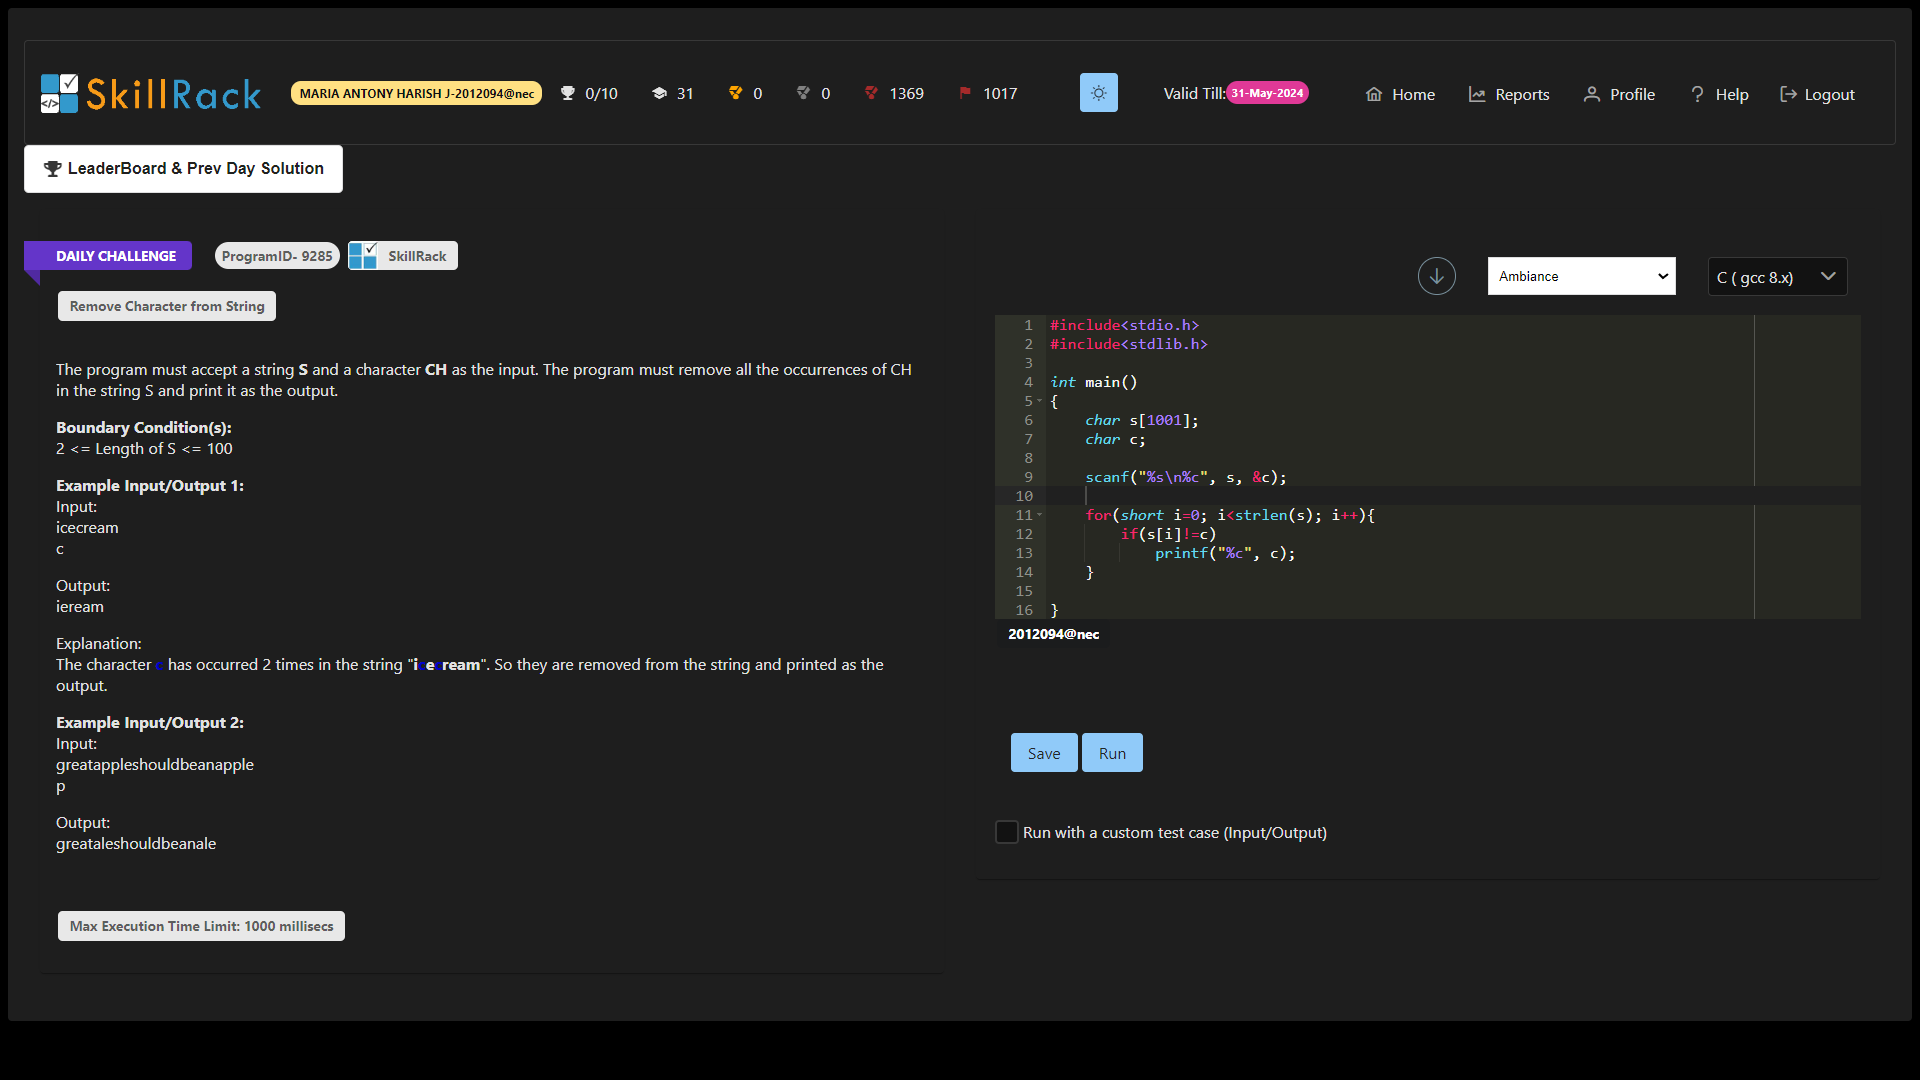 SkillRack
MARIA ANTONY HARISH J-2012094@nec
0/10
31
0
0
1369
1017
Valid Till: 31-May-2024
Home
Reports
Profile
Help
Logout
LeaderBoard & Prev Day Solution
DAILY CHALLENGE
ProgramID- 9285
SkillRack
Remove Character from String
The program must accept a string S and a character CH as the input. The program must remove all the occurrences of CH
in the string S and print it as the output.
Boundary Condition(s):
2 <= Length of S <= 100
Example Input/Output 1:
Input:
icecream
c
Output:
ieream
Explanation:
The character c has occurred 2 times in the string "icecream". So they are removed from the string and printed as the
output.
Example Input/Output 2:
Input:
greatappleshouldbeanapple
p
Output:
greataleshouldbeanale
Max Execution Time Limit: 1000 millisecs
Ambiance
C ( gcc 8.x)
1 #include<stdio.h>
2 #include<stdlib.h>
3
4 int main()
5 {
6 char s[1001];
7 char c;
8
9 scanf("%s\n%c", s, &c);
10
11 for(short i=0; i<strlen(s); i++){
12 if(s[i]!=c)
13 printf("%c", c);
14 }
15
16 }
2012094@nec
Save
Run
Run with a custom test case (Input/Output)